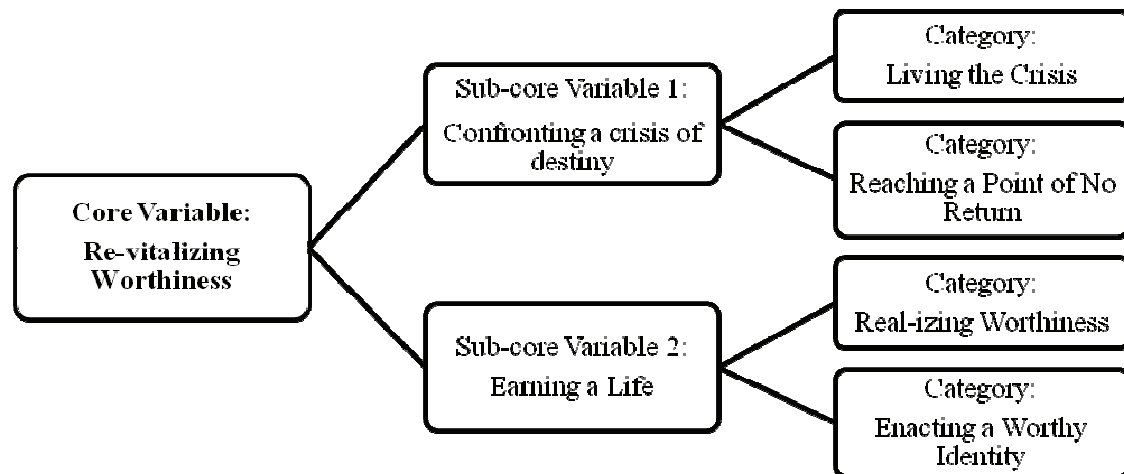 Core Variable:
Re-vitalizing
Worthiness
Sub-core Variable 1:
Confronting a crisis of
destiny
Sub-core Variable 2:
Earning a Life
Category:
Living the Crisis
Category:
Reaching a Point of No
Return
Category:
Real-izing Worthiness
Category:
Enacting a Worthy
Identity